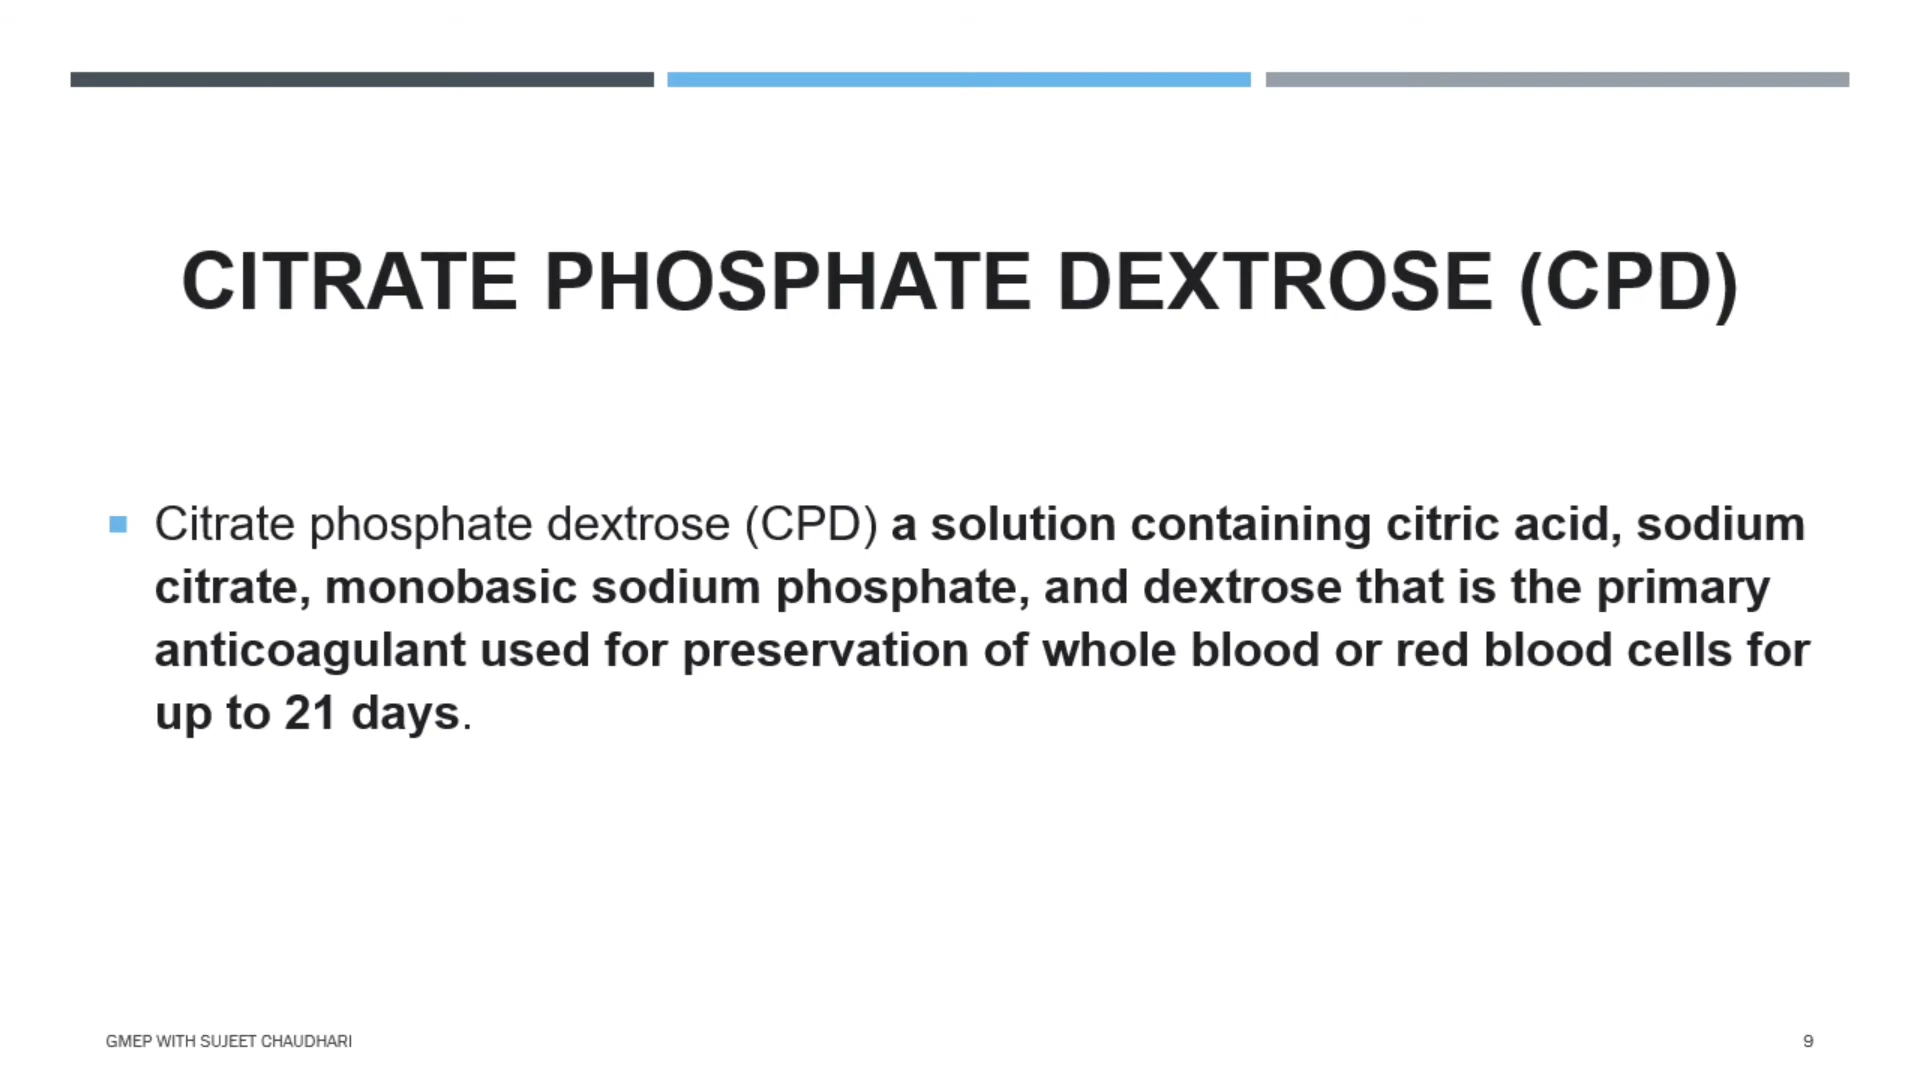 CITRATE PHOSPHATE DEXTROSE (CPD)
Citrate phosphate dextrose (CPD) a solution containing citric acid, sodium
citrate, monobasic sodium phosphate, and dextrose that is the primary
anticoagulant used for preservation of whole blood or red blood cells for
up to 21 days.
GMEP WITH SUJEET CHAUDHARI
9